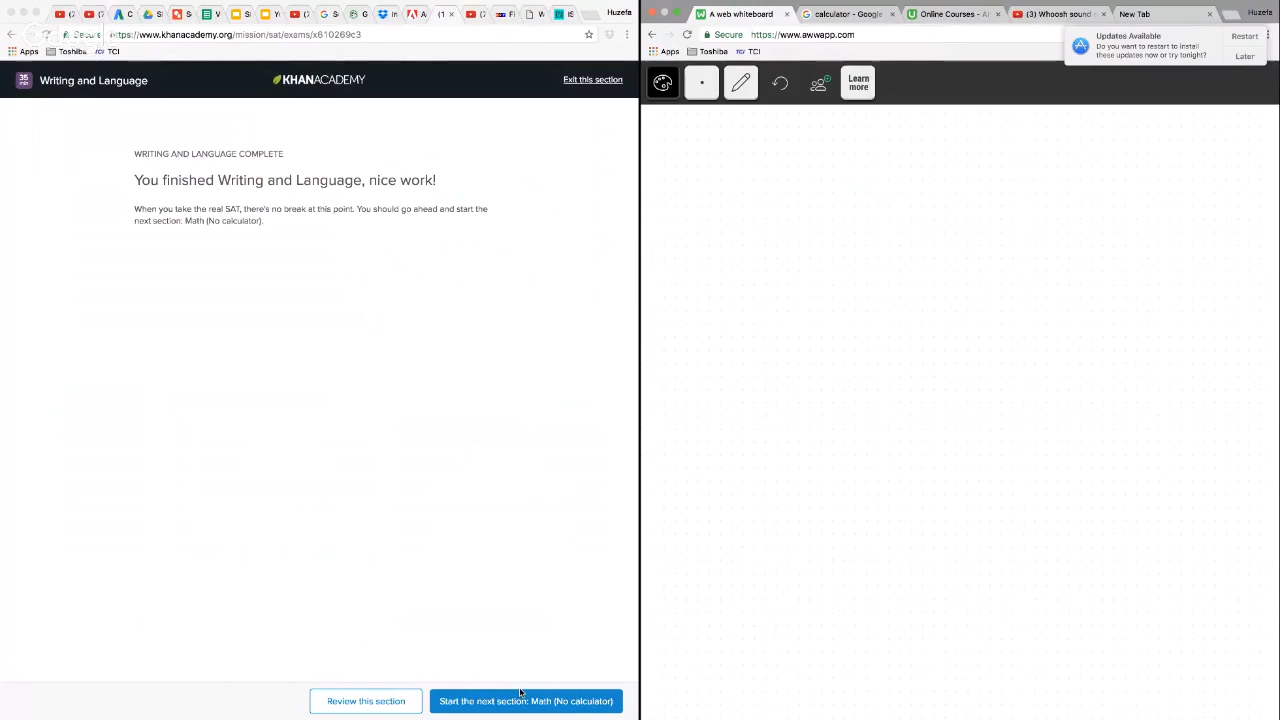 C
S
V
S
Y
C
G
A
(1
W
IS
Huzefa
https://www.khanacademy.org/mission/sat/exams/x610269c3
Apps
Toshiba
TCI
35
Writing and Language
KHANACADEMY
Exit this section
WRITING AND LANGUAGE COMPLETE
You finished Writing and Language, nice work!
When you take the real SAT, there's no break at this point. You should go ahead and start the
next section: Math (No calculator).
Review this section
Start the next section: Math (No calculator)
A web whiteboard
calculator - Google
Online Courses - A
(3) Whoosh sound e
New Tab
Huzefa
Secure
https://www.awwapp.com
Apps
Toshiba
TCI
Updates Available
Do you want to restart to install
these updates now or try tonight?
Restart
Later
Learn
more